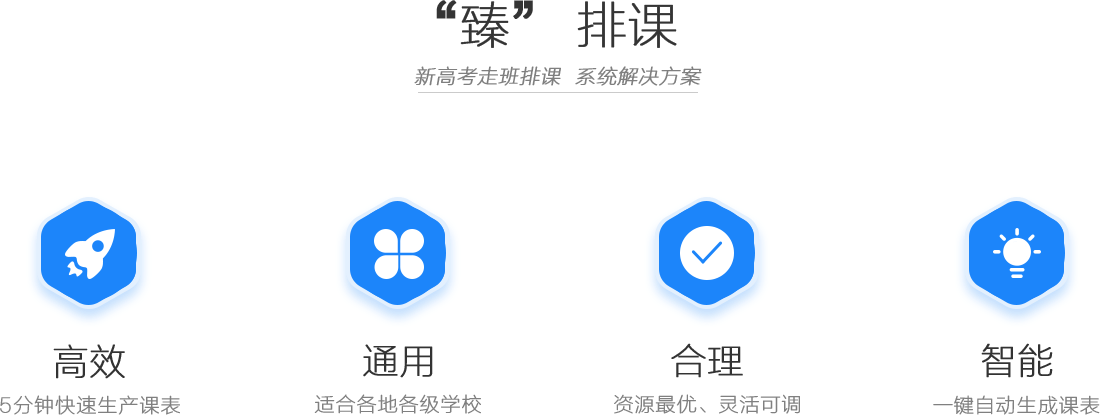 “臻” 排课
新高考走班排课 系统解决方案
高效
5分钟快速生产课表
通用
适合各地各级学校
合理
资源最优、灵活可调
智能
一键自动生成课表